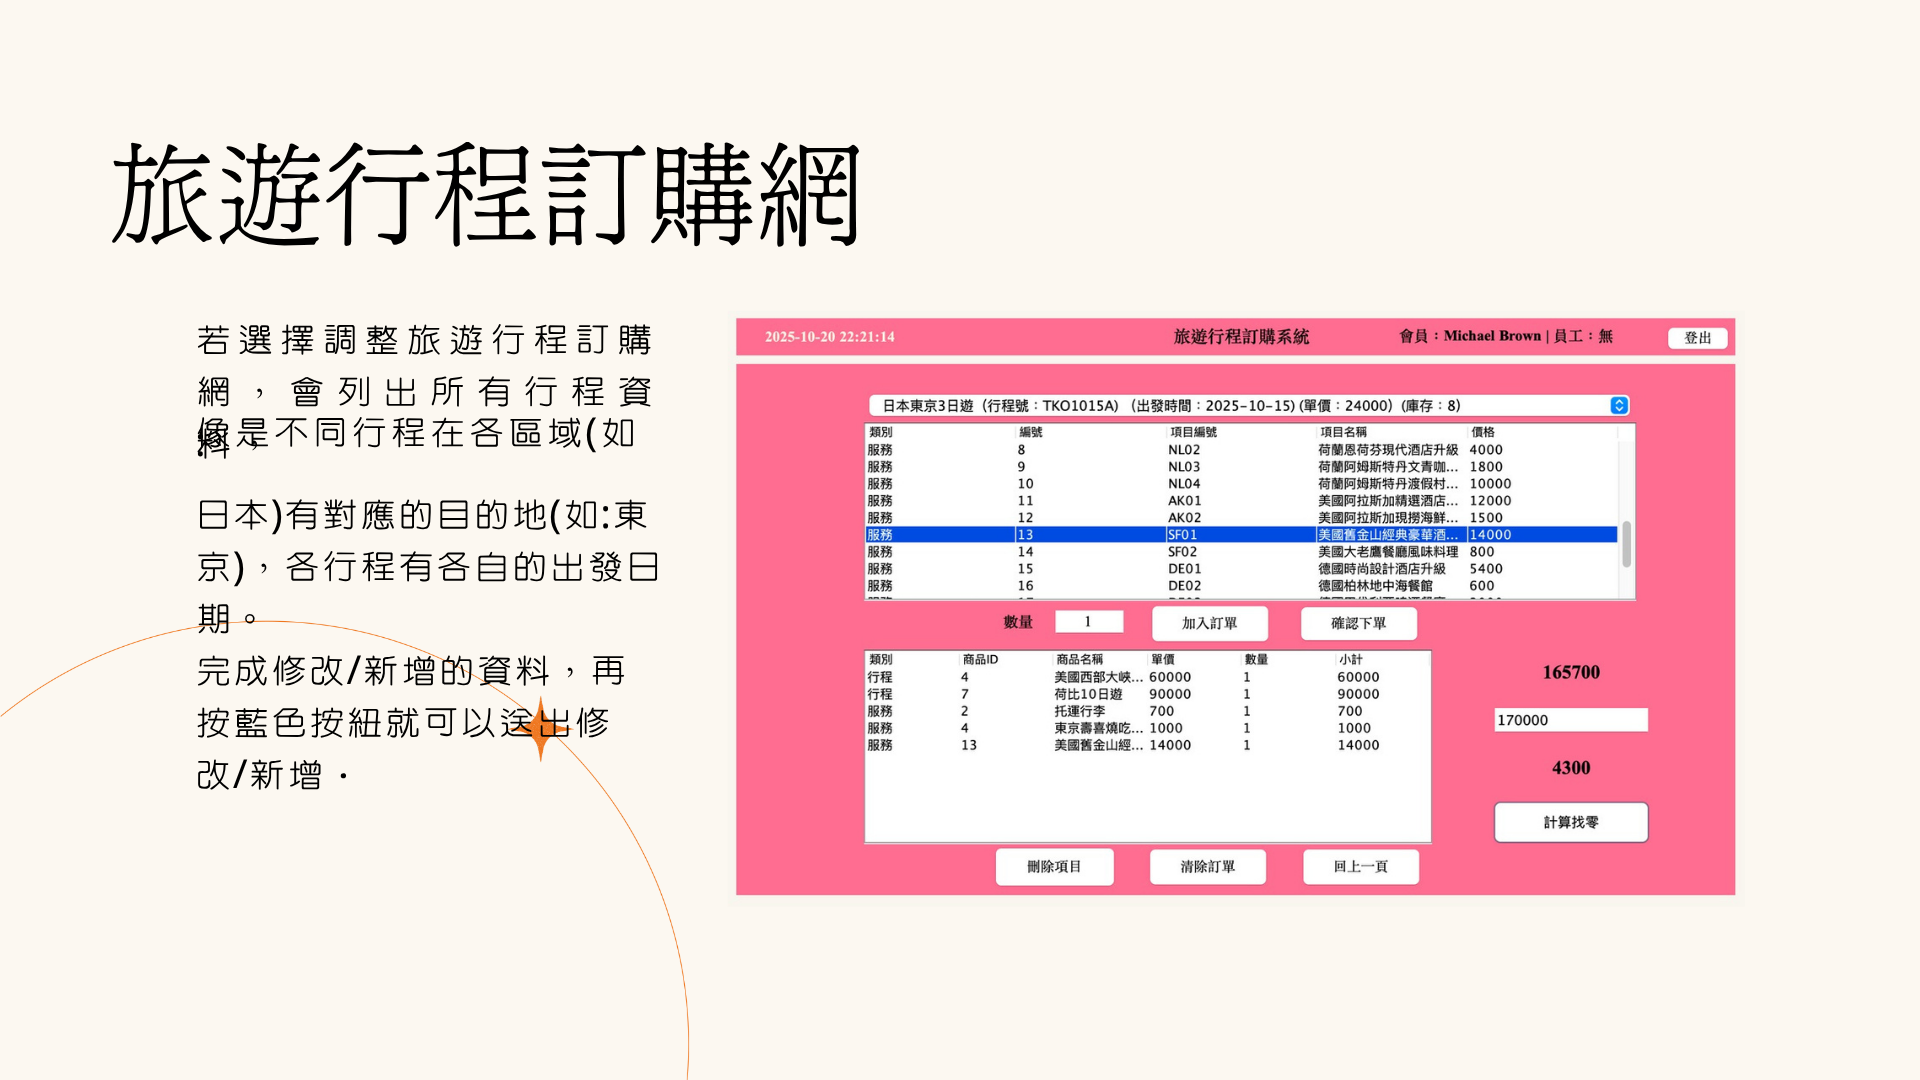 旅遊行程訂購網
若選擇調整旅遊行程訂購
網，會列出所有行程資
料，
像是不同行程在各區域(如
日本)有對應的目的地(如:東
京)，各行程有各自的出發日
期。
完成修改/新增的資料，再
按藍色按紐就可以送出修
改/新增．
2025-10-20 22:21:14 旅遊行程訂購系統 會員：Michael Brown | 員工：無 登出
日本東京3日遊（行程號：TKO1015A）（出發時間：2025-10-15) (單價：24000）(庫存：8)
類別 編號 項目編號 項目名稱 價格
服務 8 NL02 荷蘭恩荷芬現代酒店升級 4000
服務 9 NL03 荷蘭阿姆斯特丹文青咖... 1800
服務 10 NL04 荷蘭阿姆斯特丹渡假村... 10000
服務 11 AK01 美國阿拉斯加精選酒店... 12000
服務 12 AK02 美國阿拉斯加現撈海鮮... 1500
服務 13 SF01 美國舊金山經典豪華酒... 14000
服務 14 SF02 美國大老鷹餐廳風味料理 800
服務 15 DE01 德國時尚設計酒店升級 5400
服務 16 DE02 德國柏林地中海餐館 600
數量 1 加入訂單 確認下單
類別 商品ID 商品名稱 單價 數量 小計
行程 4 美國西部大峽... 60000 1 60000
行程 7 荷比10日遊 90000 1 90000
服務 2 托運行李 700 1 700
服務 4 東京壽喜燒吃... 1000 1 1000
服務 13 美國舊金山經... 14000 1 14000
165700
170000
4300
計算找零
刪除項目 清除訂單 回上一頁